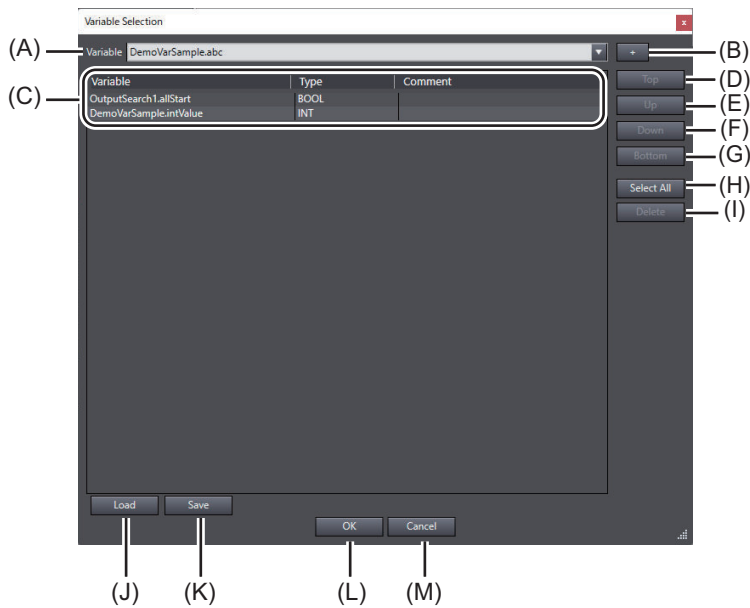 Variable Selection
x
(A)
Variable DemoVarSample.abc
+
(B)
(C)
Variable Type Comment
OutputSearch1.allStart BOOL
DemoVarSample.intValue INT
Top
(D)
Up
(E)
Down
(F)
Bottom
(G)
Select All
(H)
Delete
(I)
Load Save
OK Cancel
(J) (K) (L) (M)